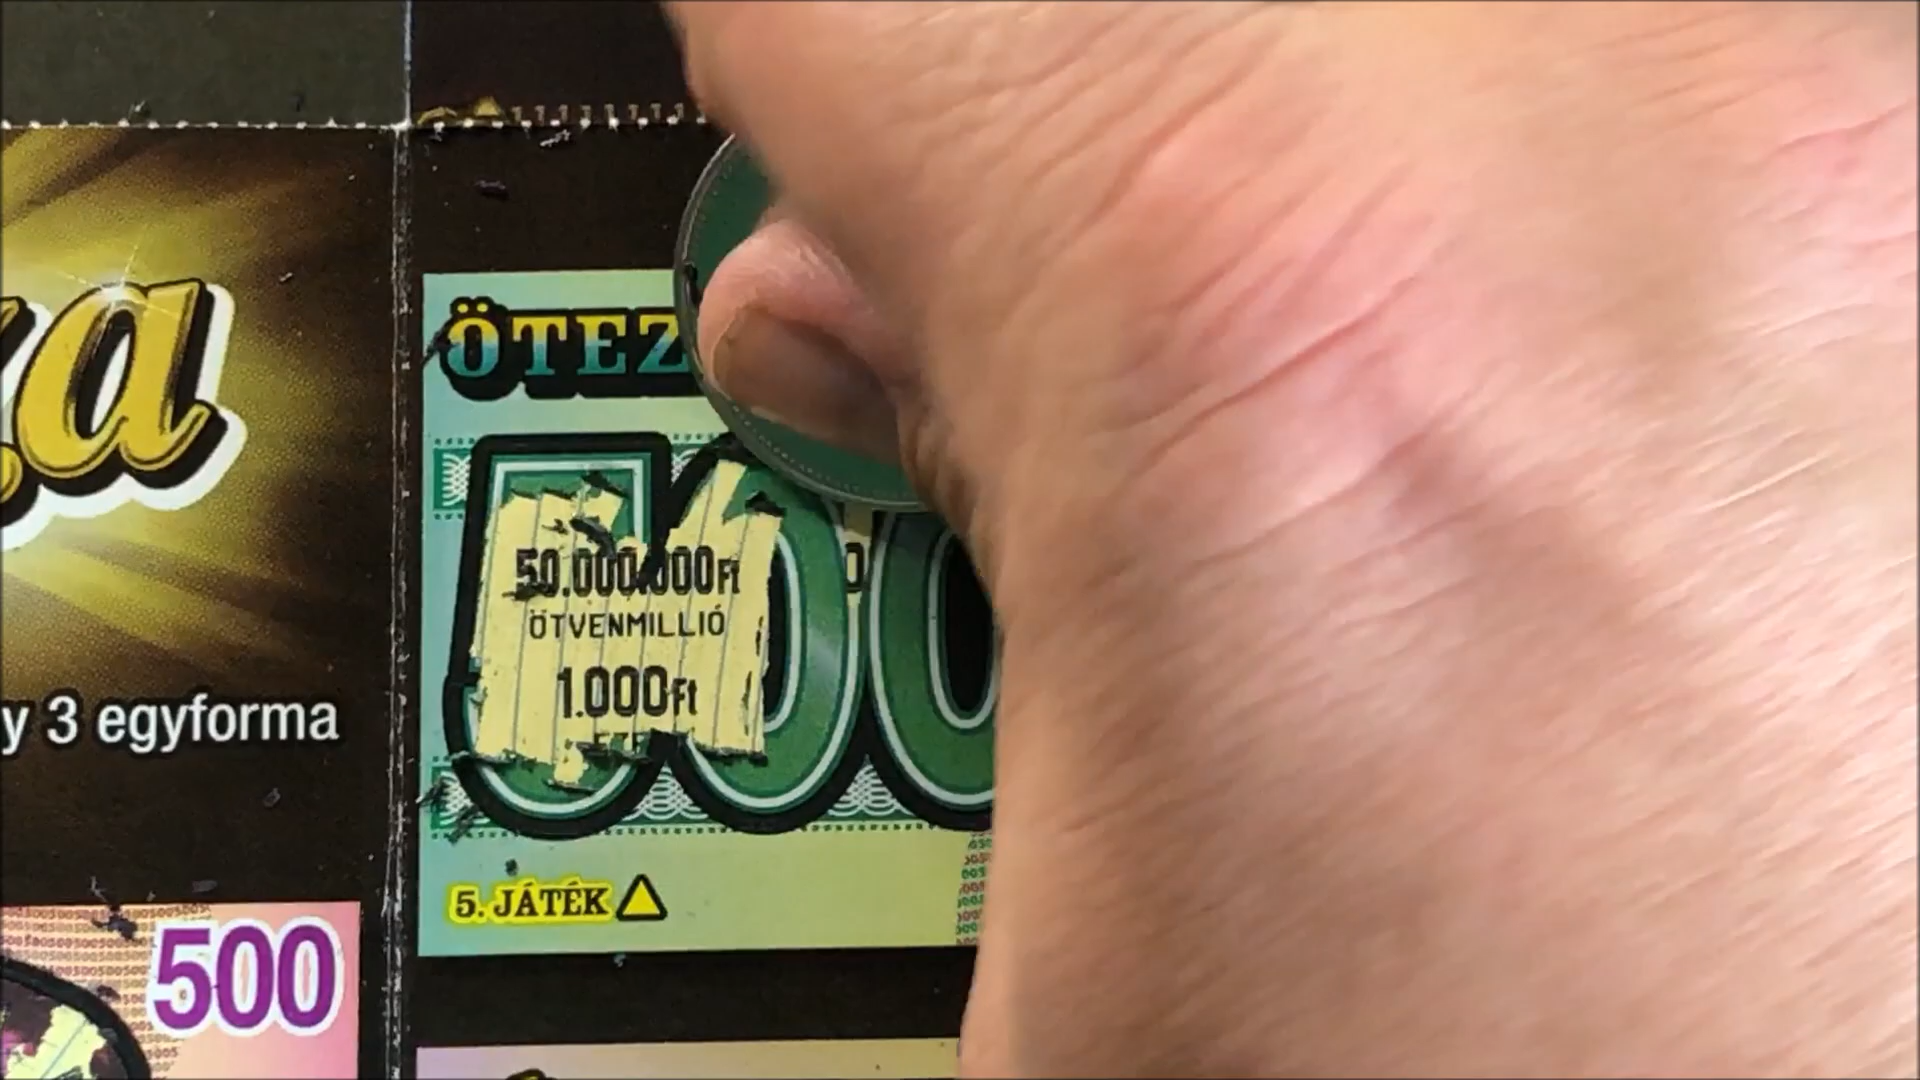 a
y 3 egyforma
ÖTEZ
50.000.000Ft
ÖTVENMILLIÓ
1.000Ft
5. JÁTÉK
500